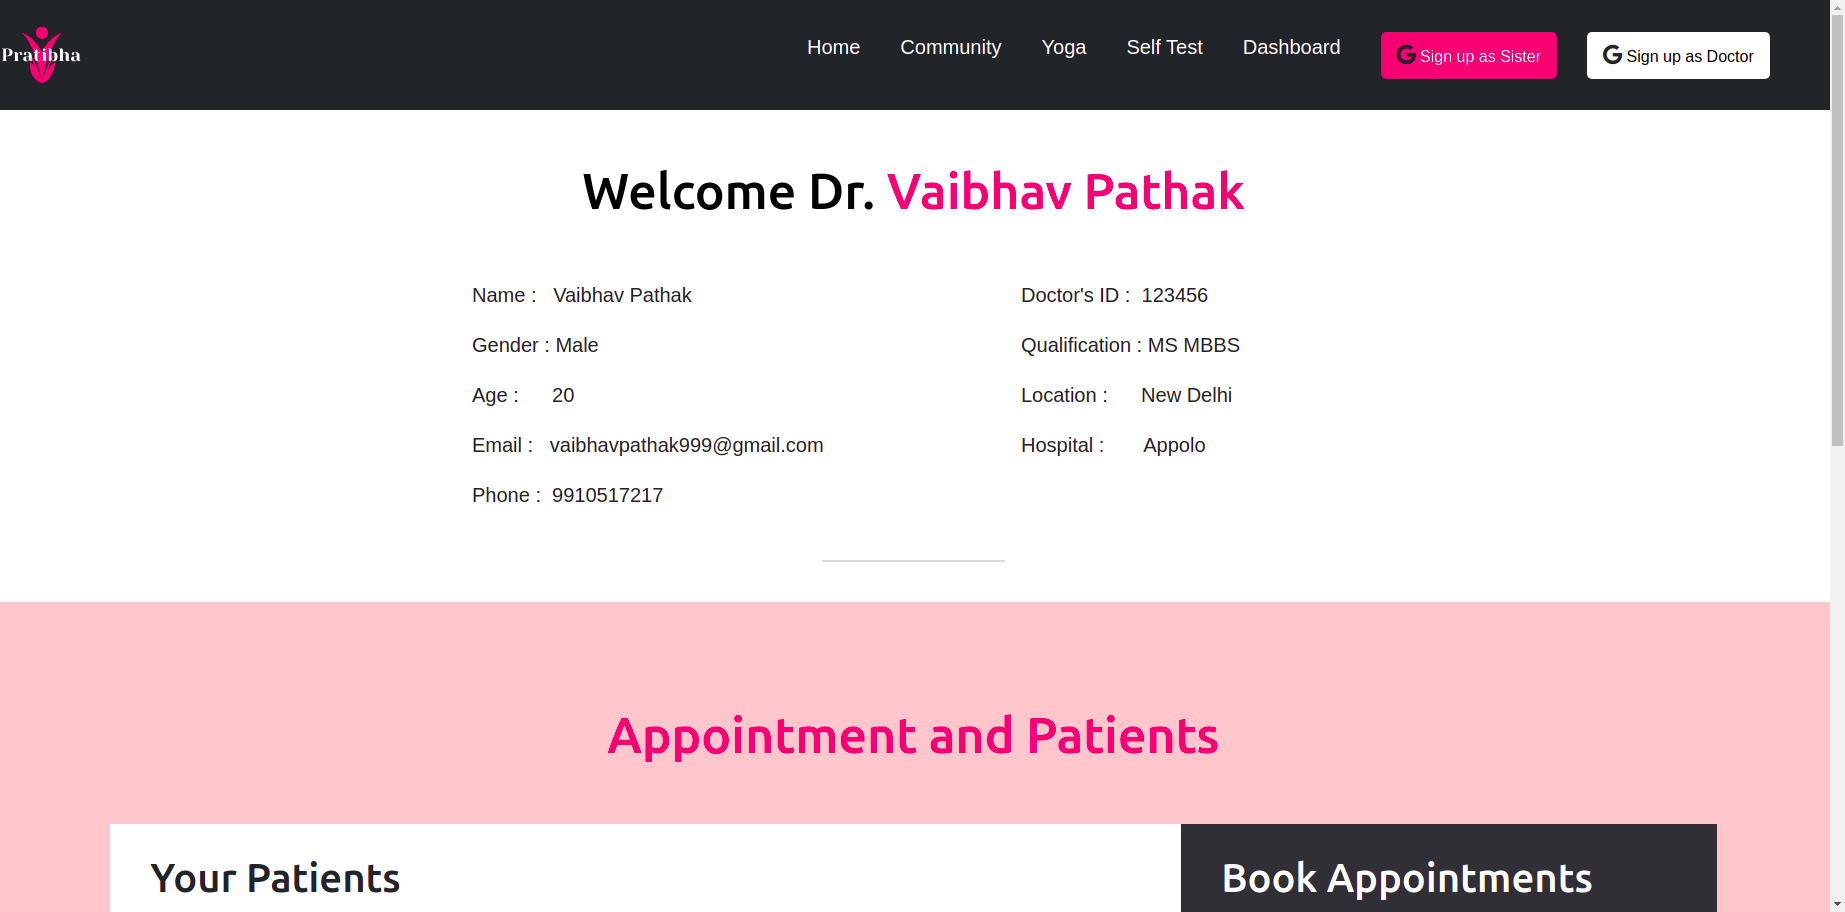 Pratibha
Home Community Yoga Self Test Dashboard Sign up as Sister Sign up as Doctor
Welcome Dr. Vaibhav Pathak
Name : Vaibhav Pathak
Gender : Male
Age : 20
Email : vaibhavpathak999@gmail.com
Phone : 9910517217
Doctor's ID : 123456
Qualification : MS MBBS
Location : New Delhi
Hospital : Appolo
Appointment and Patients
Your Patients
Book Appointments